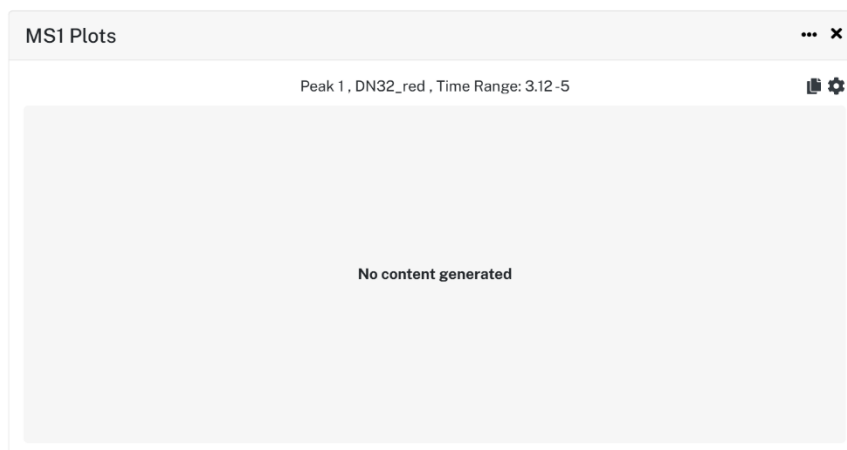 MS1 Plots
Peak 1 , DN32_red , Time Range: 3.12 -5
No content generated